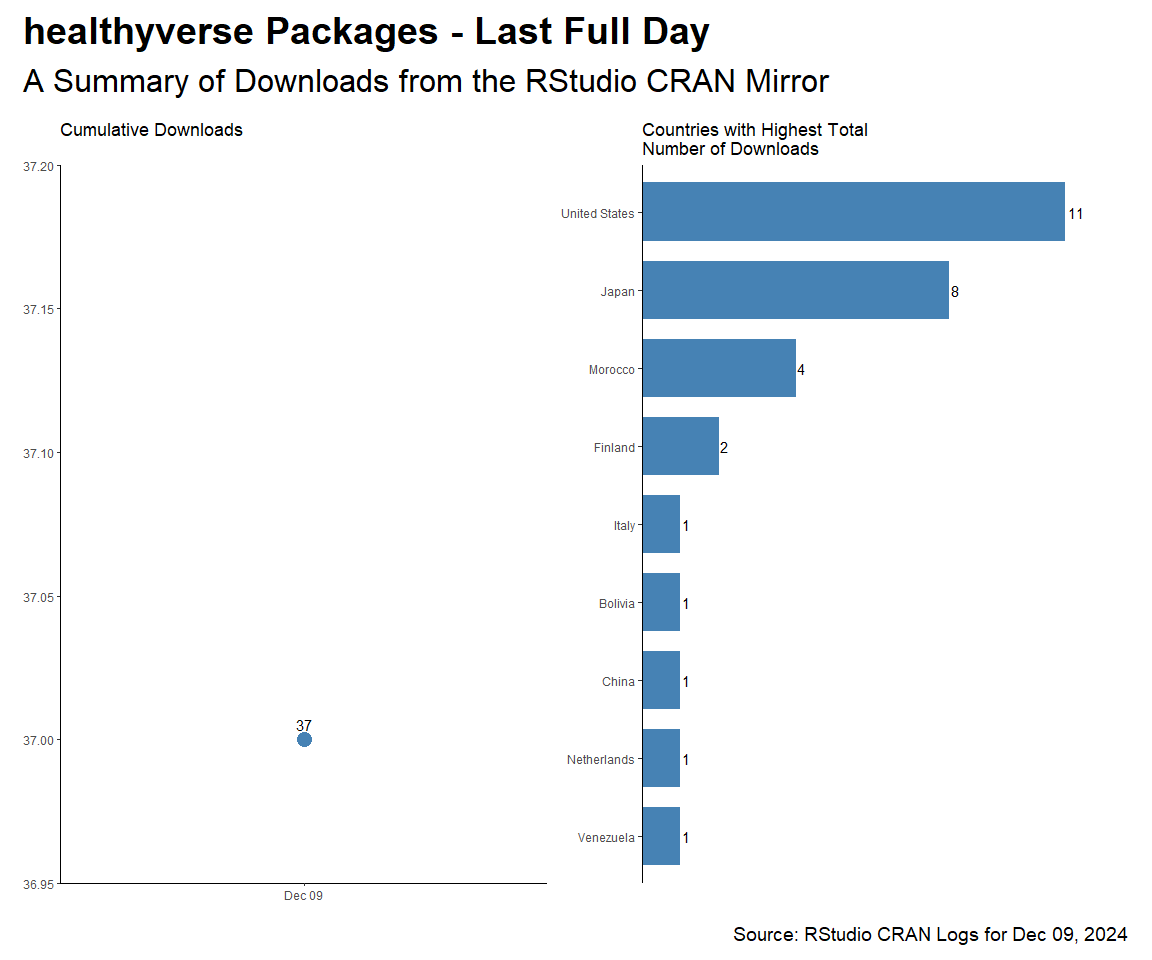 healthyverse Packages - Last Full Day
A Summary of Downloads from the RStudio CRAN Mirror
Cumulative Downloads
37.20
37.15
37.10
37.05
37.00
36.95
37
Dec 09
Countries with Highest Total
Number of Downloads
United States 11
Japan 8
Morocco 4
Finland 2
Italy 1
Bolivia 1
China 1
Netherlands 1
Venezuela 1
Source: RStudio CRAN Logs for Dec 09, 2024